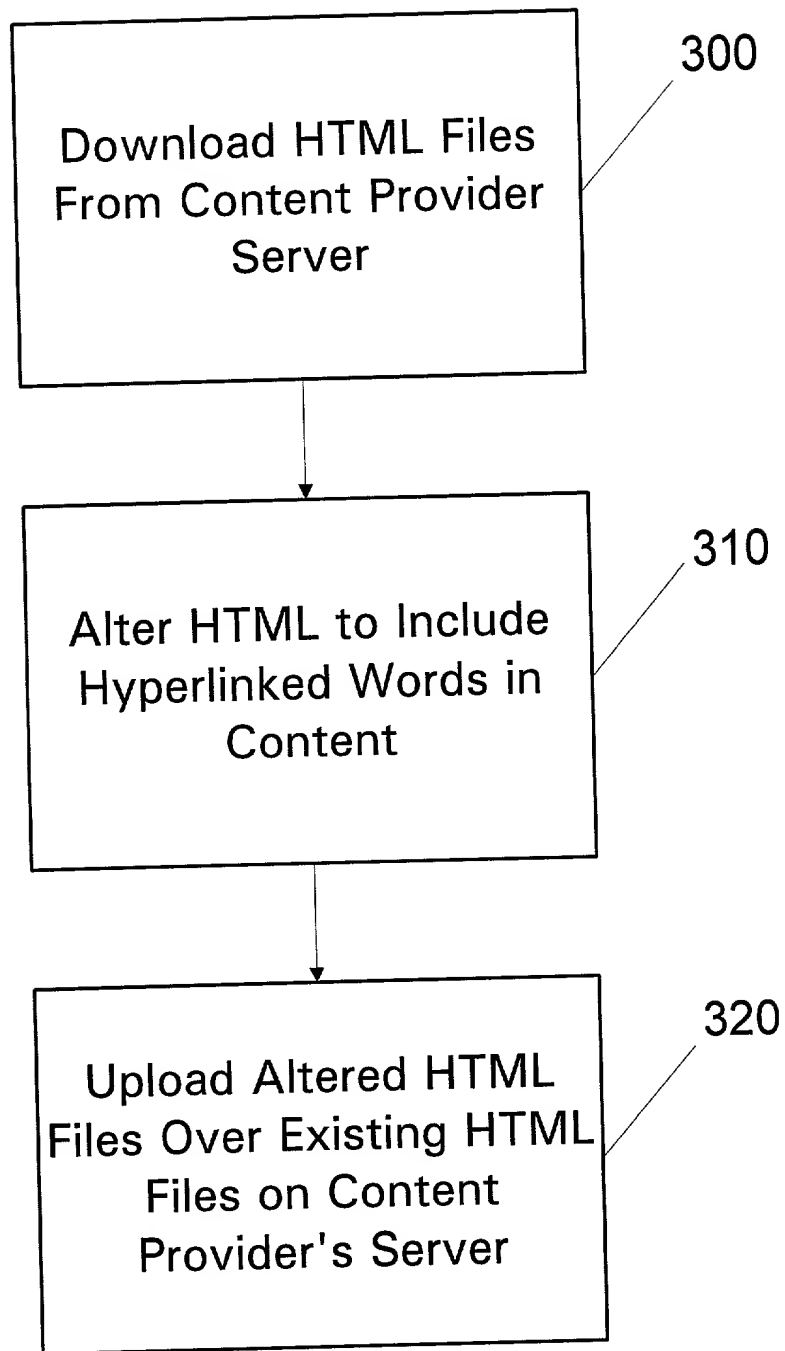 300
Download HTML Files
From Content Provider
Server
310
Alter HTML to Include
Hyperlinked Words in
Content
320
Upload Altered HTML
Files Over Existing HTML
Files on Content
Provider's Server